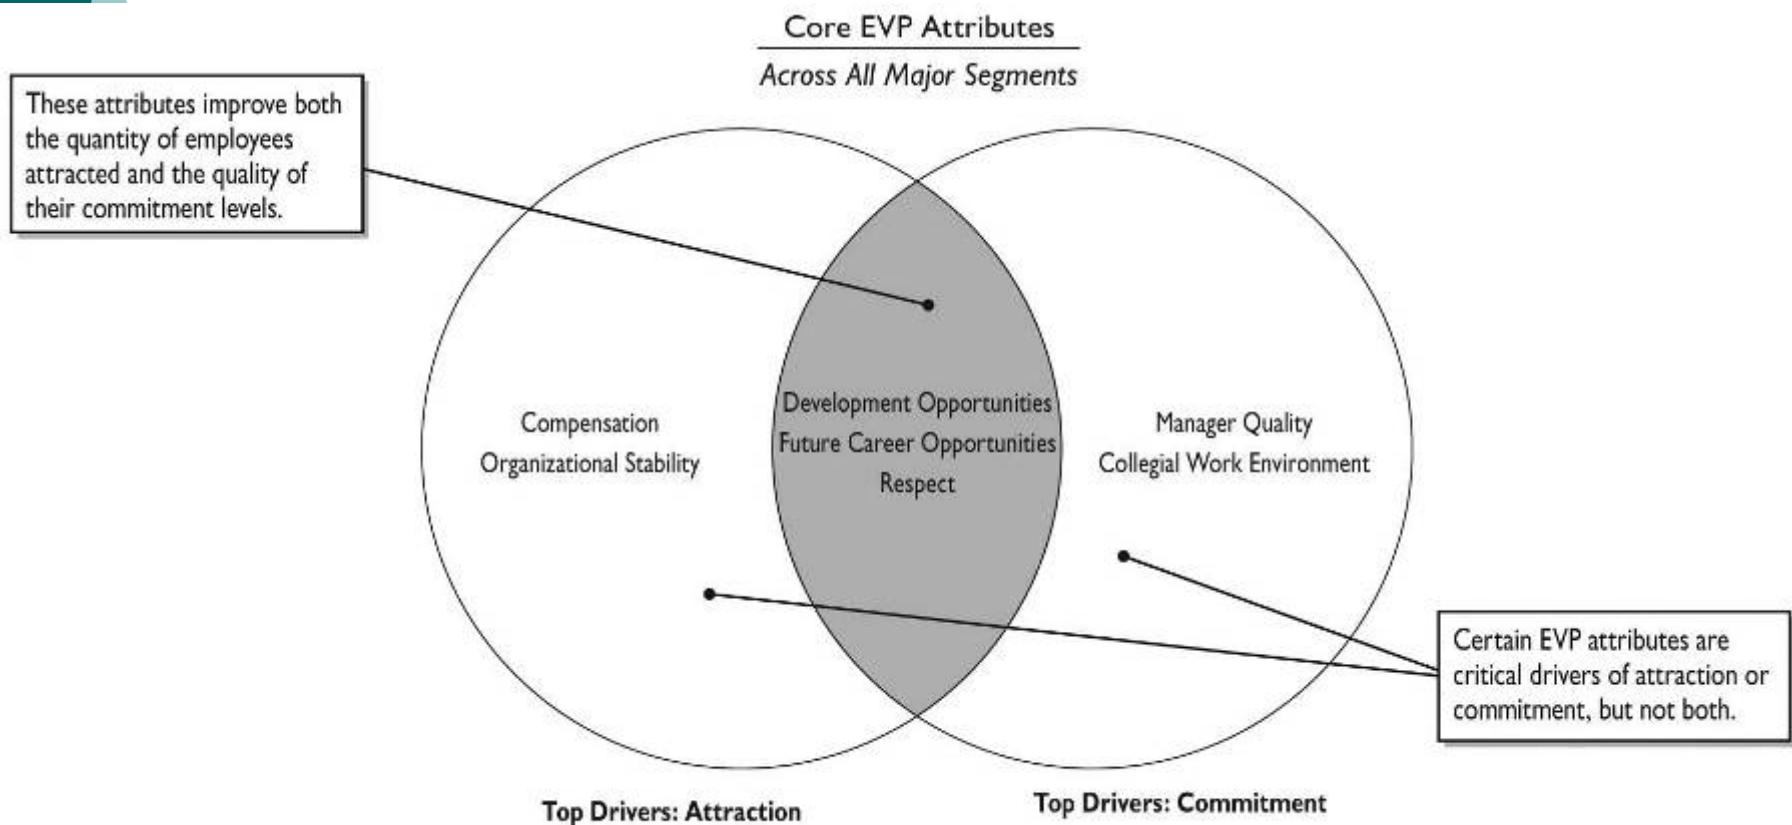 Core EVP Attributes
Across All Major Segments
These attributes improve both
the quantity of employees
attracted and the quality of
their commitment levels.
Compensation
Organizational Stability
Development Opportunities
Future Career Opportunities
Respect
Manager Quality
Collegial Work Environment
Certain EVP attributes are
critical drivers of attraction or
commitment, but not both.
Top Drivers: Attraction
Top Drivers: Commitment